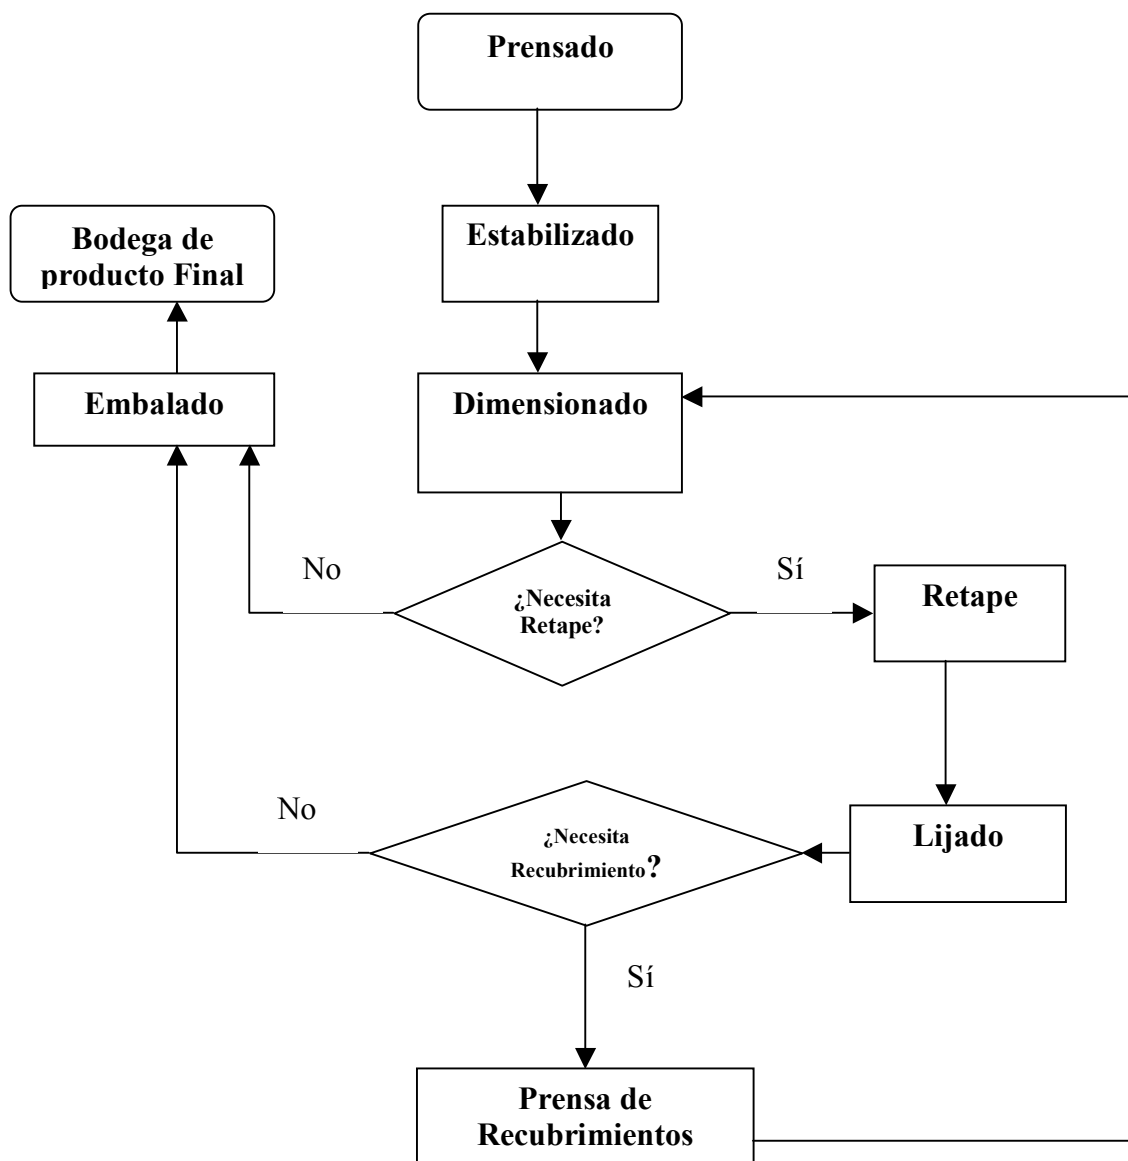 Prensado
Estabilizado
Bodega de
producto Final
Embalado
Dimensionado
No
Sí
¿Necesita
Retape?
Retape
No
¿Necesita
Recubrimiento?
Lijado
Sí
Prensa de
Recubrimientos